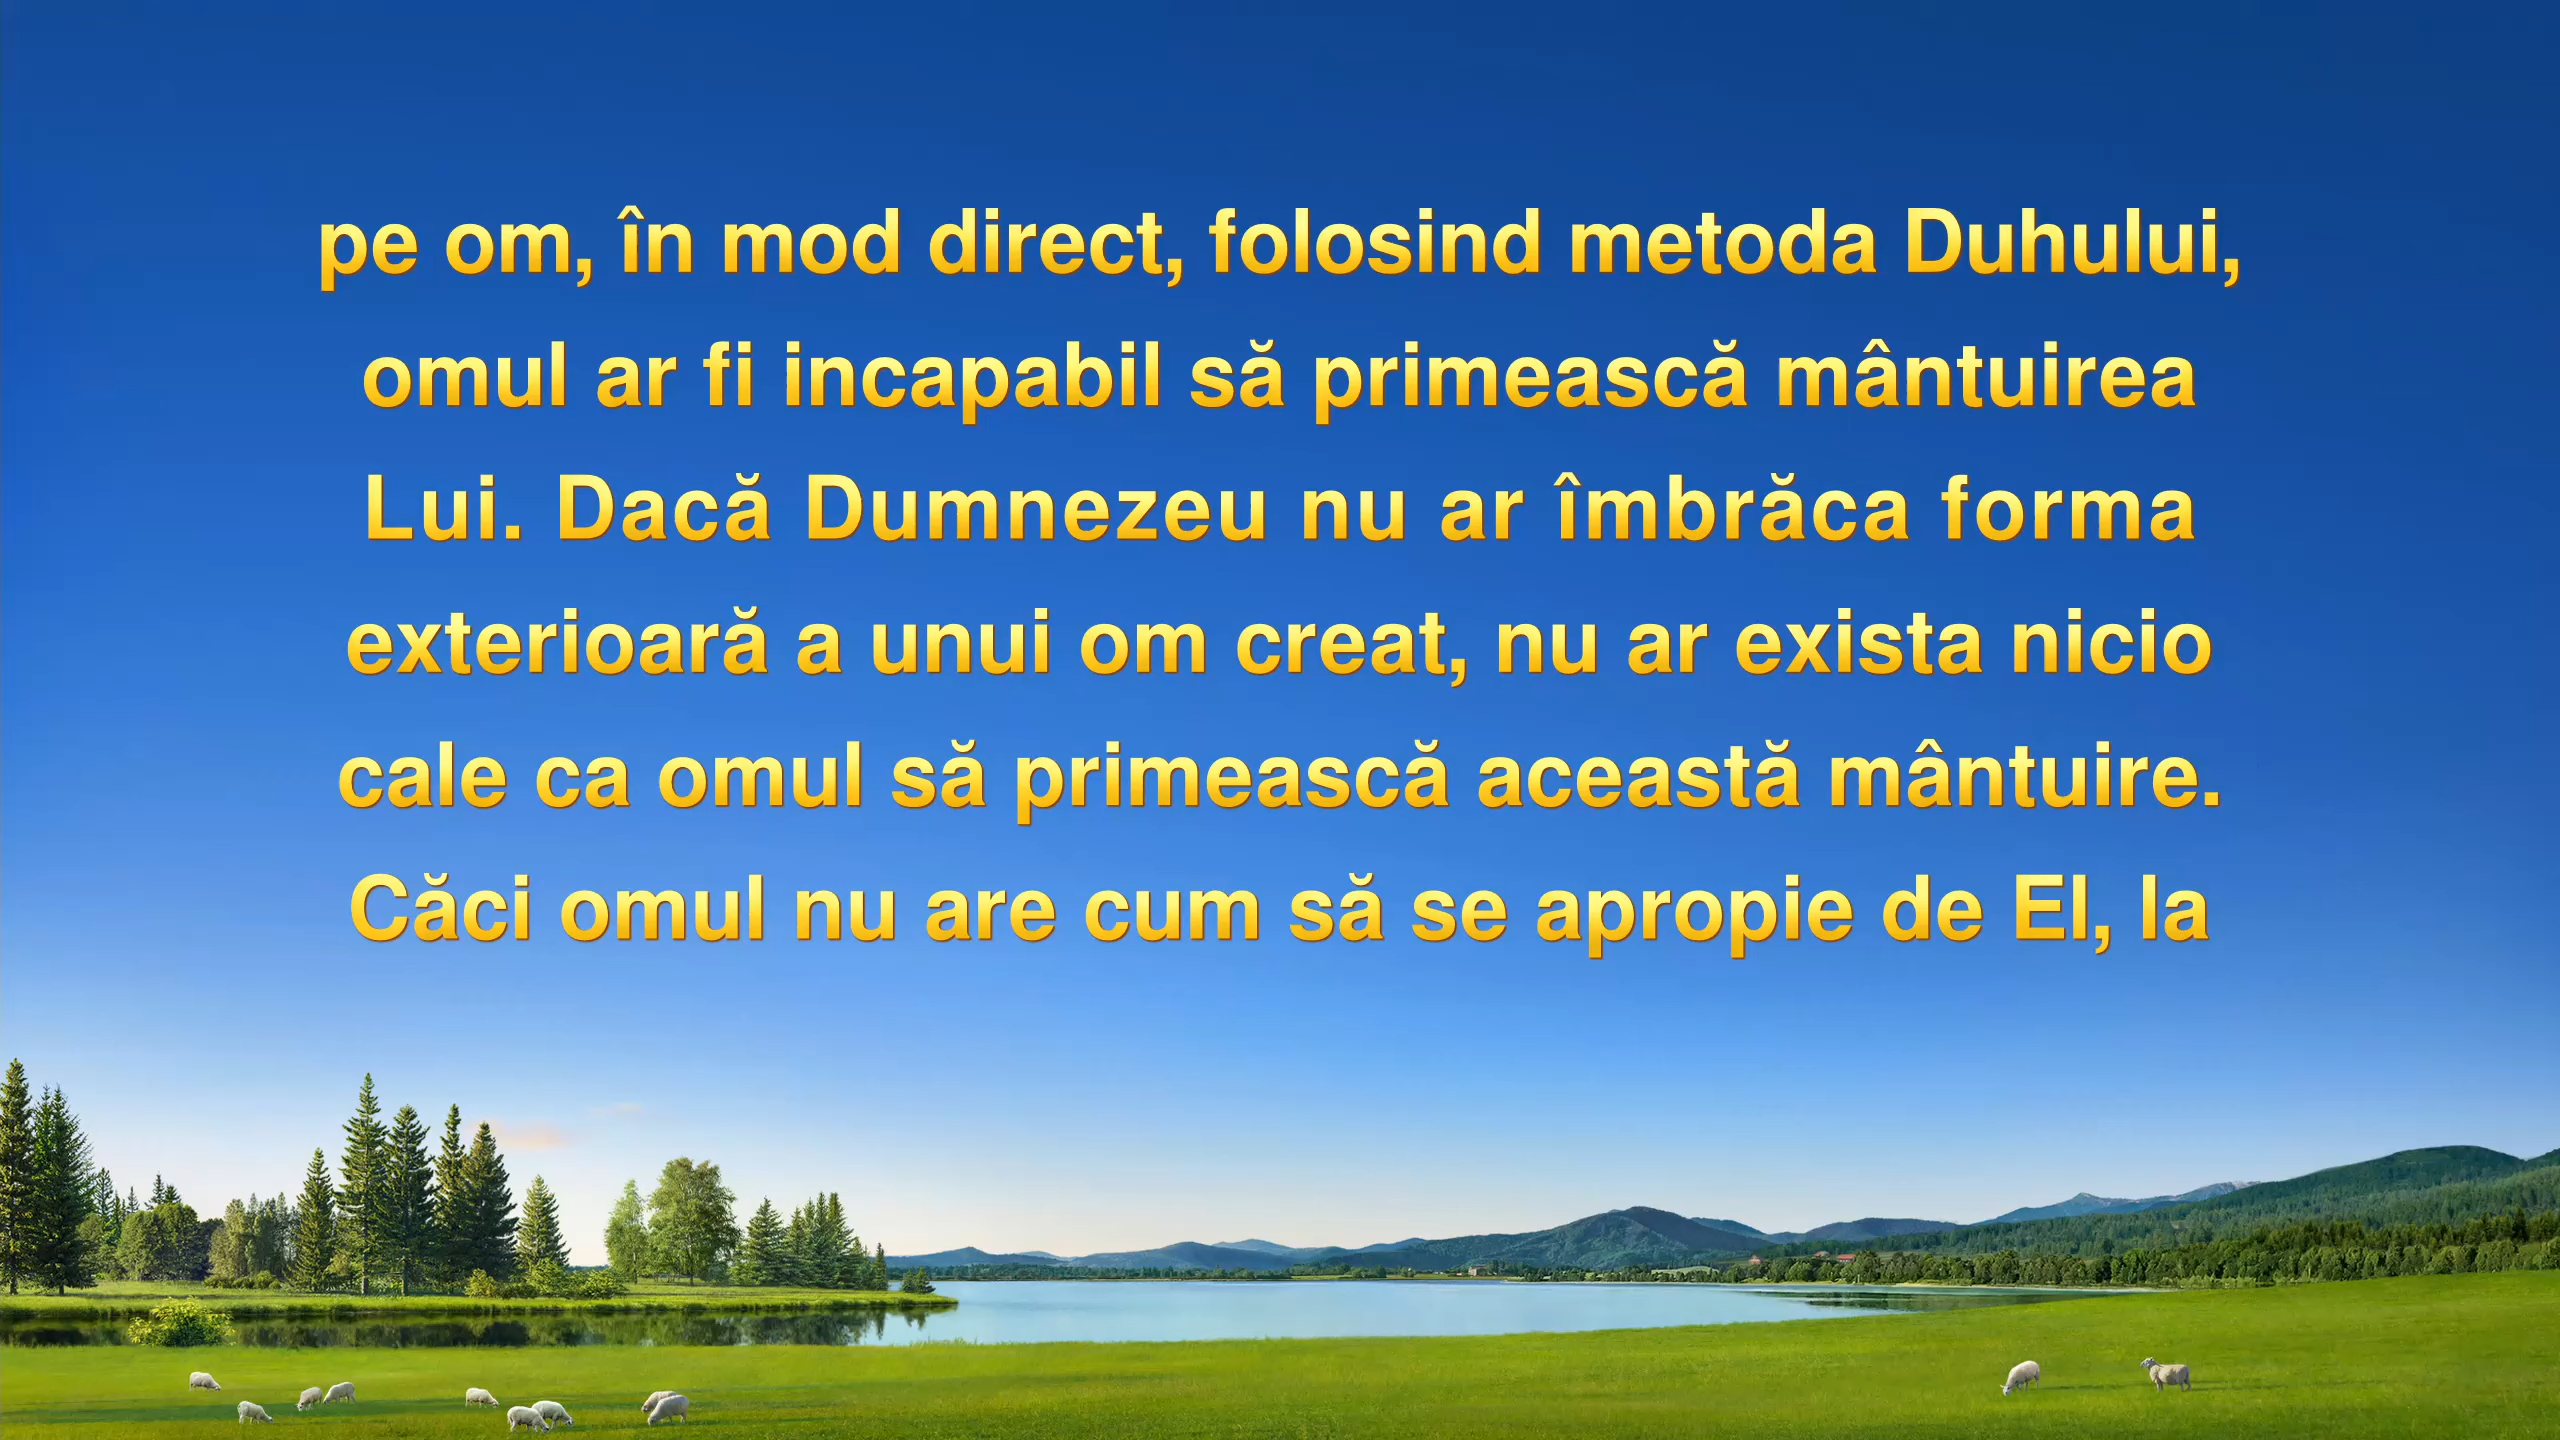 pe om, în mod direct, folosind metoda Duhului,
omul ar fi incapabil să primească mântuirea
Lui. Dacă Dumnezeu nu ar îmbrăca forma
exterioară a unui om creat, nu ar exista nicio
cale ca omul să primească această mântuire.
Căci omul nu are cum să se apropie de El, la